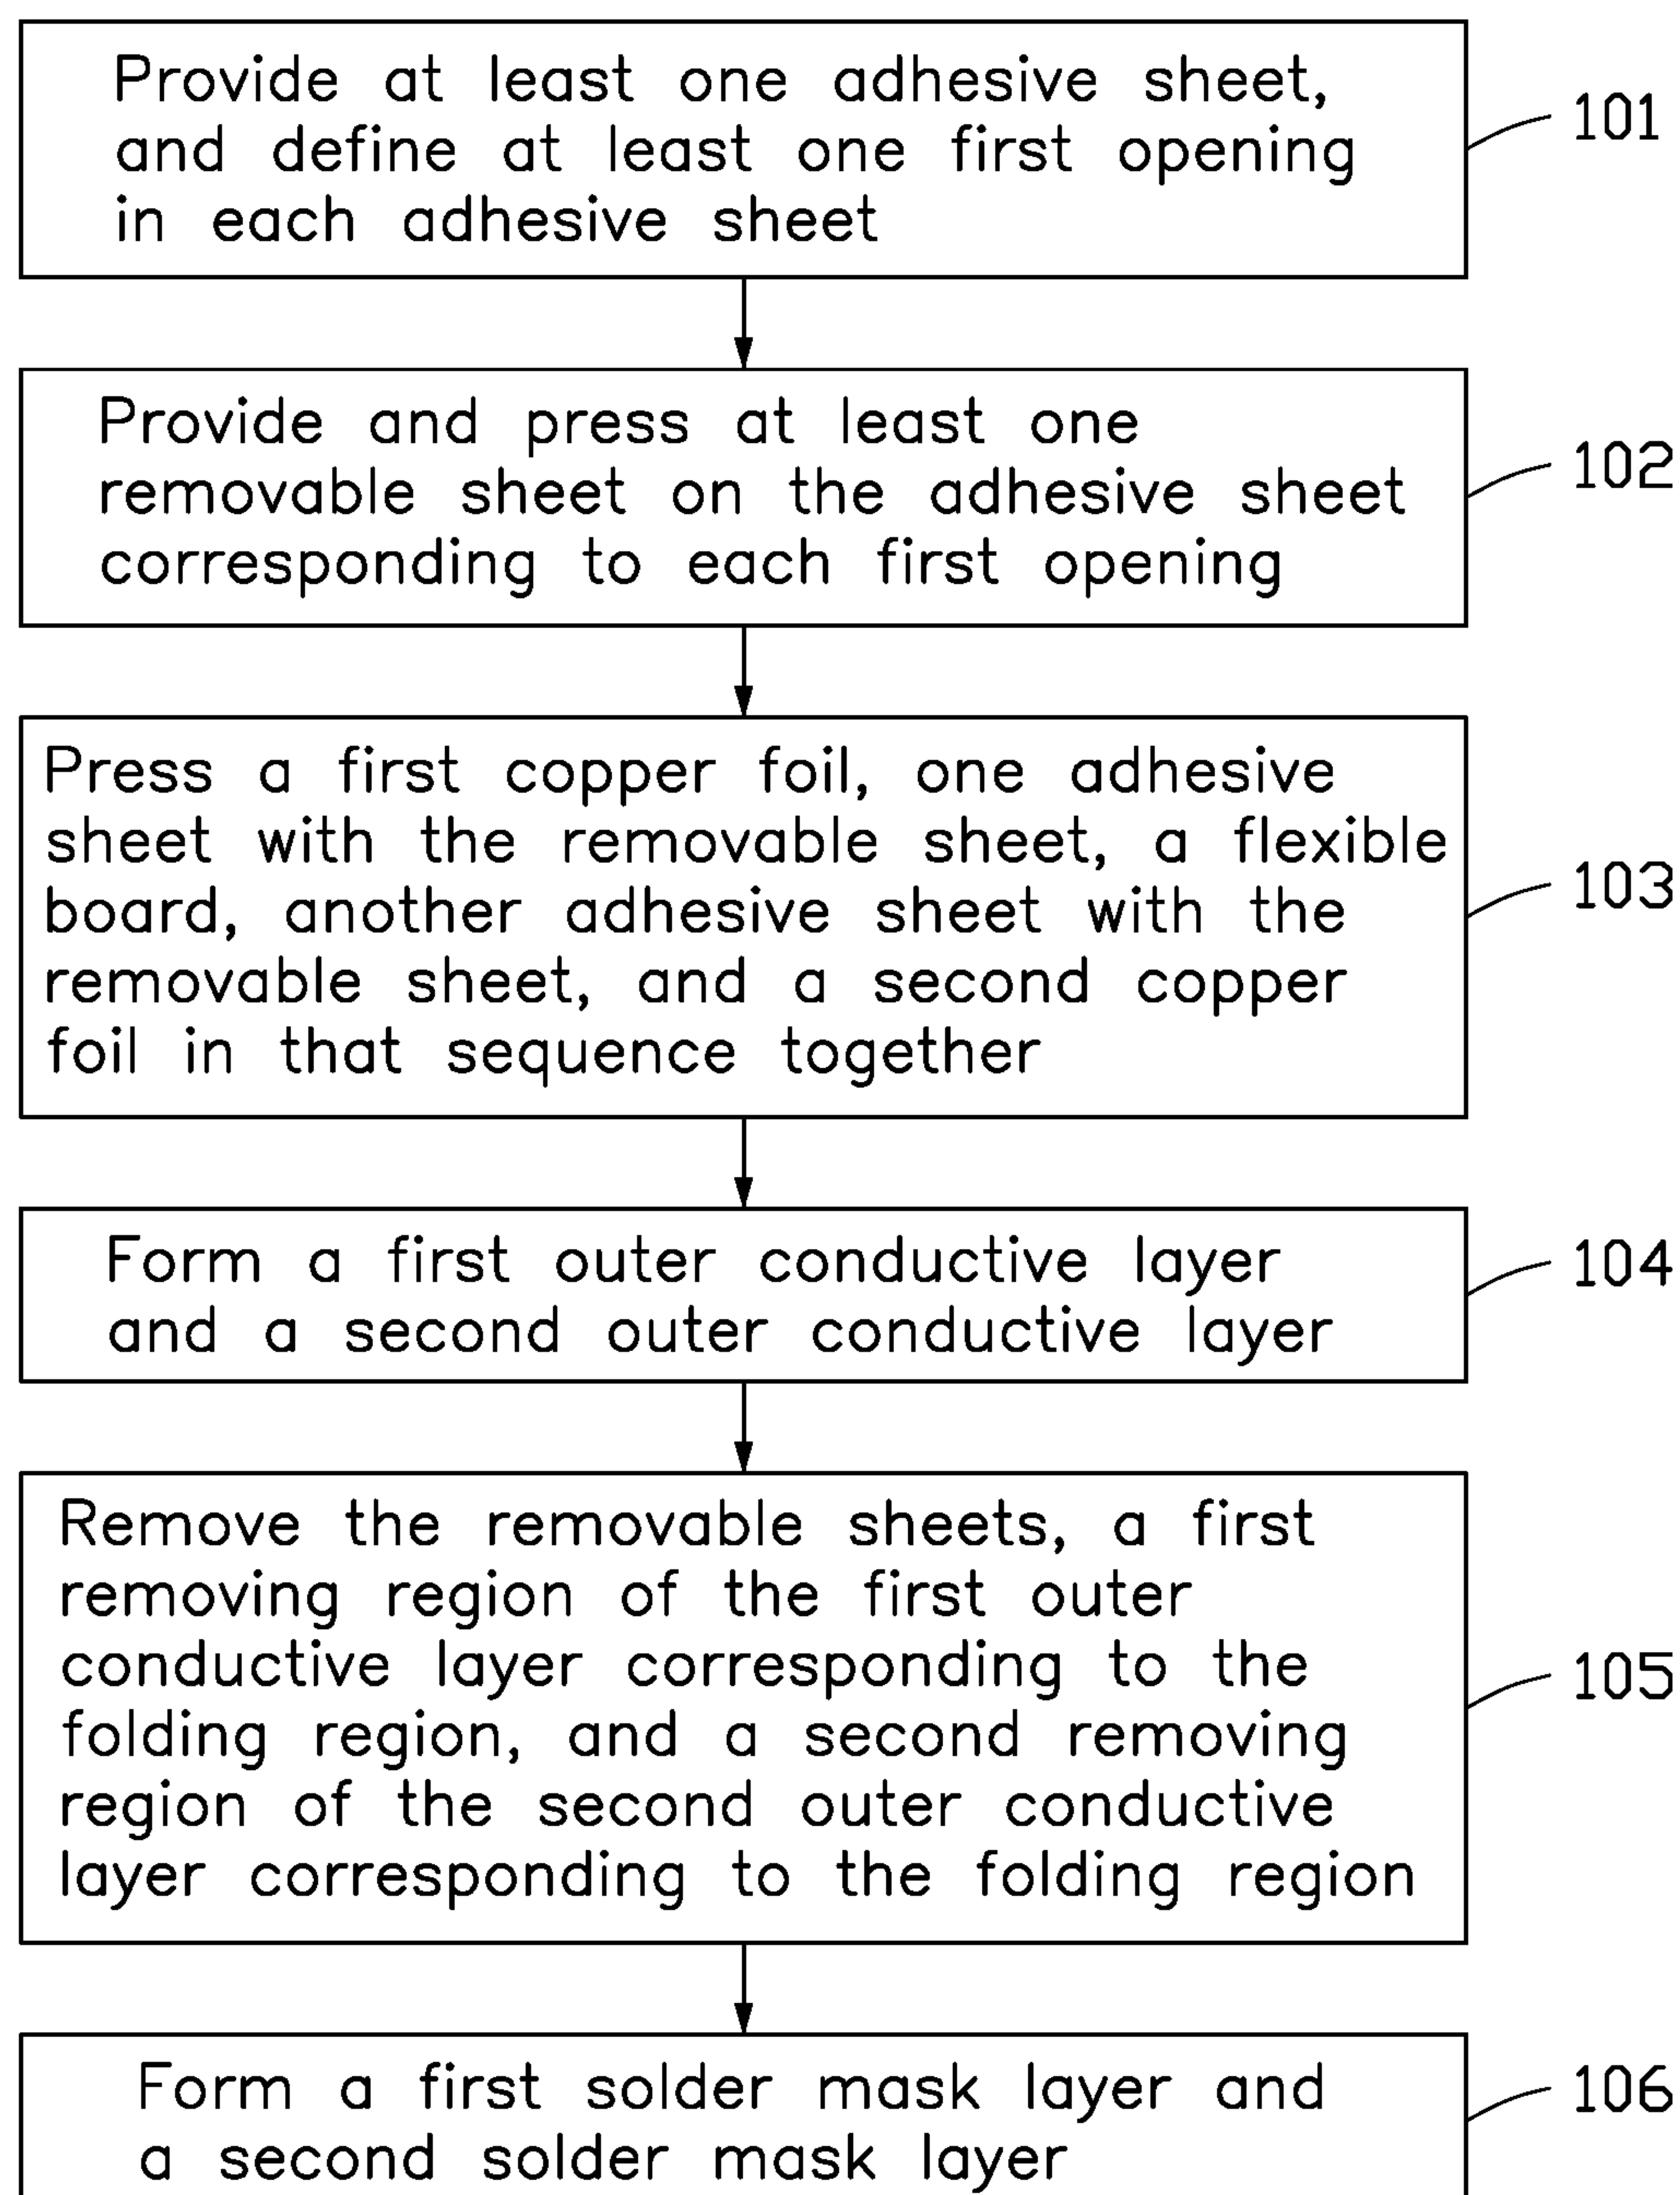 Provide at least one adhesive sheet,
and define at least one first opening
in each adhesive sheet
101
Provide and press at least one
removable sheet on the adhesive sheet
corresponding to each first opening
102
Press a first copper foil, one adhesive
sheet with the removable sheet, a flexible
board, another adhesive sheet with the
removable sheet, and a second copper
foil in that sequence together
103
Form a first outer conductive layer
and a second outer conductive layer
104
Remove the removable sheets, a first
removing region of the first outer
conductive layer corresponding to the
folding region, and a second removing
region of the second outer conductive
layer corresponding to the folding region
105
Form a first solder mask layer and
a second solder mask layer
106